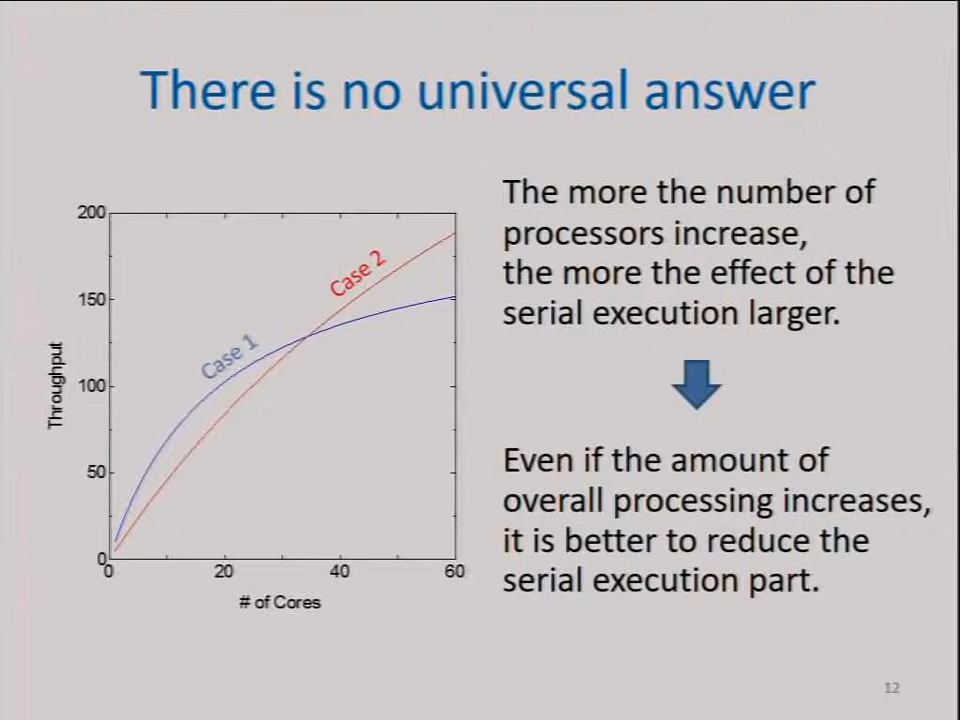 There is no universal answer
The more the number of
processors increase,
the more the effect of the
serial execution larger.
Even if the amount of
overall processing increases,
it is better to reduce the
serial execution part.
200
150
100
50
0
0 20 40 60
Throughput
# of Cores
Case 1
Case 2
12